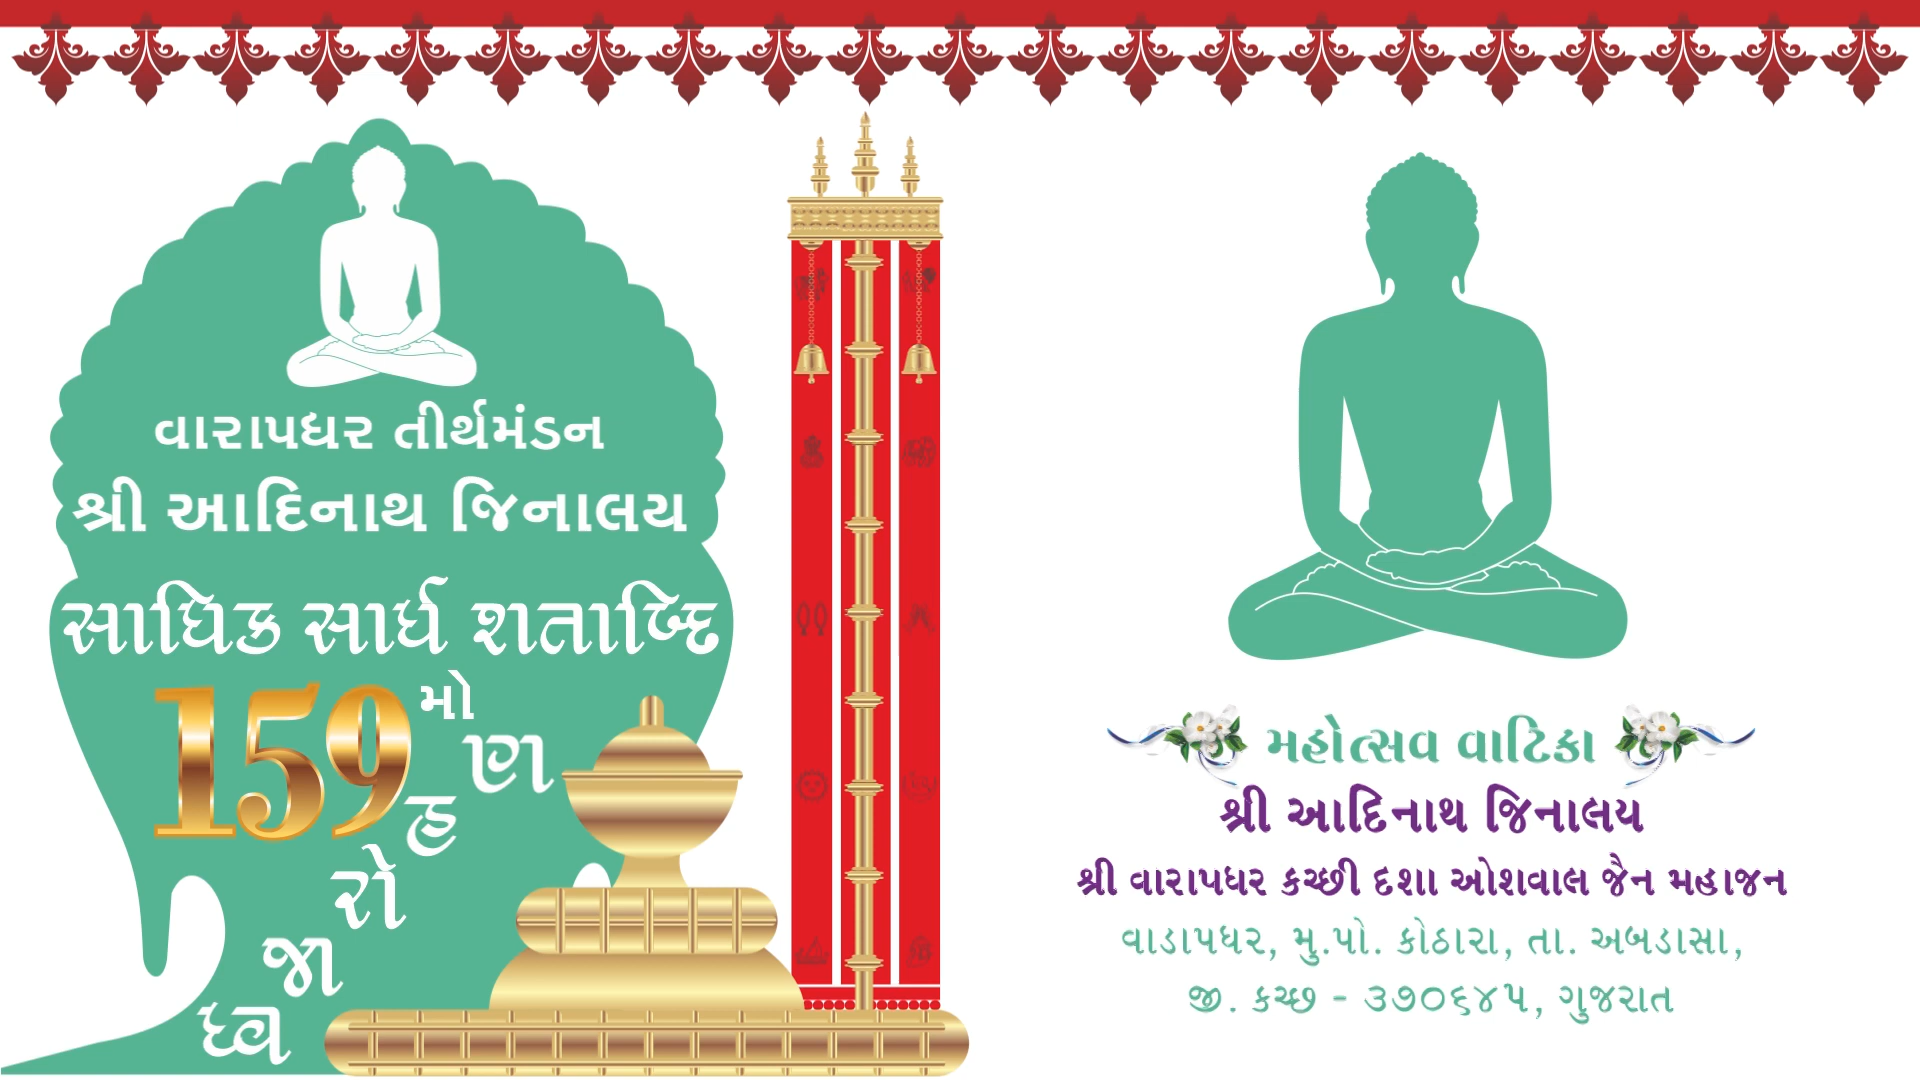 વારાપધર તીર્થમંડન
શ્રી આદિનાથ જિનાલય
સાધિક સાર્ધ શતાબ્દિ
159 મો
ધ્વજારોહણ
મહોત્સવ વાટિકા
શ્રી આદિનાથ જિનાલય
શ્રી વારાપધર કચ્છી દશા ઓશવાલ જૈન મહાજન
વાડાપધર, મુ.પો. કોઠારા, તા. અબડાસા,
જી. કચ્છ - ૩૭૦૬૪૫, ગુજરાત